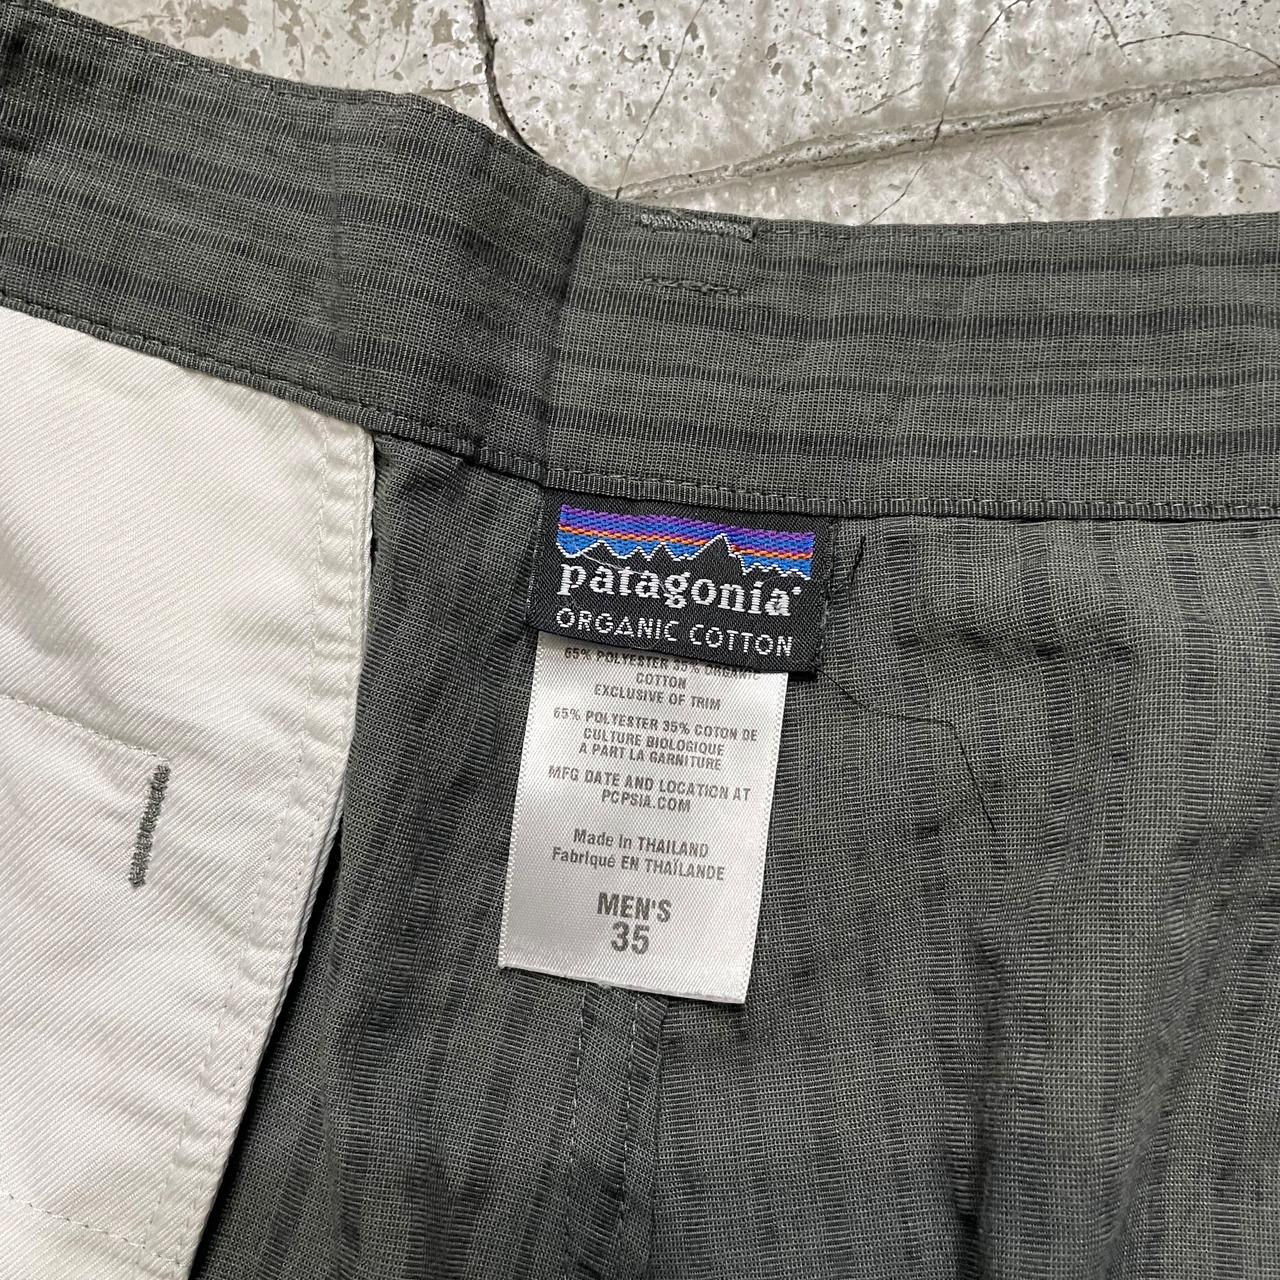 patagonia
ORGANIC COTTON
65% POLYESTER 35% ORGANIC
COTTON
EXCLUSIVE OF TRIM
65% POLYESTER 35% COTON DE
CULTURE BIOLOGIQUE
A PART LA GARNITURE
MFG DATE AND LOCATION AT
PCPSIA.COM
Made in THAILAND
Fabriqué EN THAÏLANDE
MEN'S
35